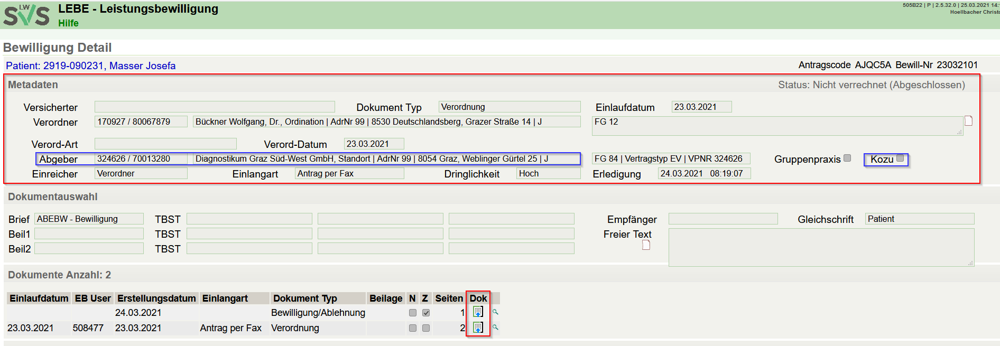 SVS LW
LEBE - Leistungsbewilligung
Hilfe
505B22 | P | 2.5.32.0 | 25.03.2021 14:
Hoellbacher Christo
Bewilligung Detail
Patient: 2919-090231, Masser Josefa
Antragscode AJQC5A Bewill-Nr 23032101
Metadaten
Status: Nicht verrechnet (Abgeschlossen)
Versicherter Dokument Typ Verordnung Einlaufdatum 23.03.2021
Verordner 170927 / 80067879 Bückner Wolfgang, Dr., Ordination | AdrNr 99 | 8530 Deutschlandsberg, Grazer Straße 14 | J FG 12
Verord-Art Verord-Datum 23.03.2021
Abgeber 324626 / 70013280 Diagnostikum Graz Süd-West GmbH, Standort | AdrNr 99 | 8054 Graz, Weblinger Gürtel 25 | J FG 84 | Vertragstyp EV | VPNR 324626 Gruppenpraxis Kozu
Einreicher Verordner Einlangart Antrag per Fax Dringlichkeit Hoch Erledigung 24.03.2021 08:19:07
Dokumentauswahl
Brief ABEBW - Bewilligung TBST Empfänger Gleichschrift Patient
Beil1 TBST Freier Text
Beil2 TBST
Dokumente Anzahl: 2
Einlaufdatum EB User Erstellungsdatum Einlangart Dokument Typ Beilage N Z Seiten Dok
24.03.2021 Bewilligung/Ablehnung 1
23.03.2021 508477 23.03.2021 Antrag per Fax Verordnung 2